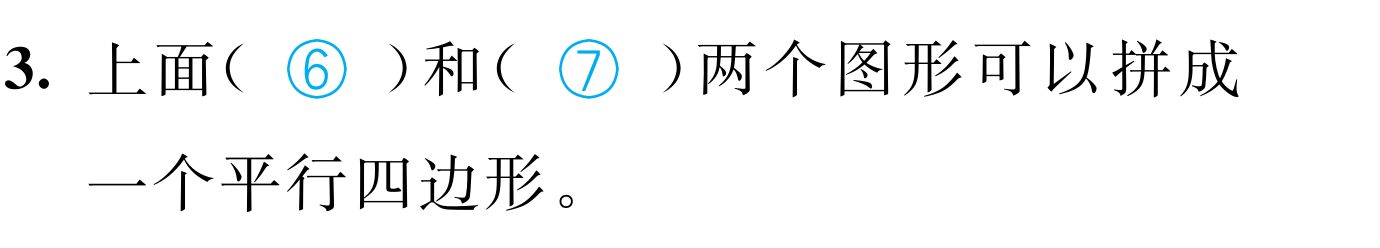 3. 上面( ⑥ )和( ⑦ )两个图形可以拼成
一个平行四边形。